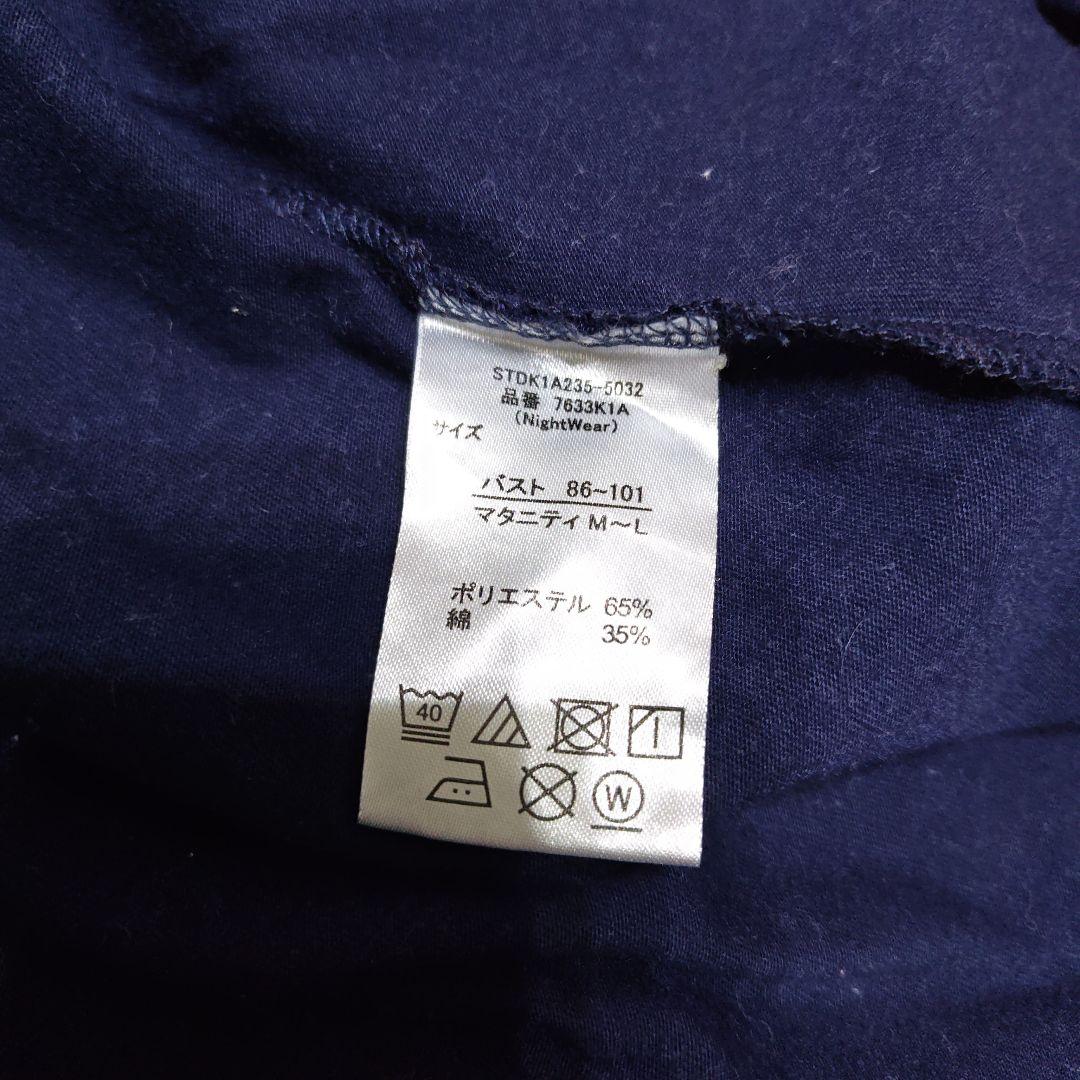 STDK1A235-5032
品番 7633K1A
(NightWear)
サイズ
バスト 86~101
マタニティ M～L
ポリエステル 65%
綿 35%
40
W